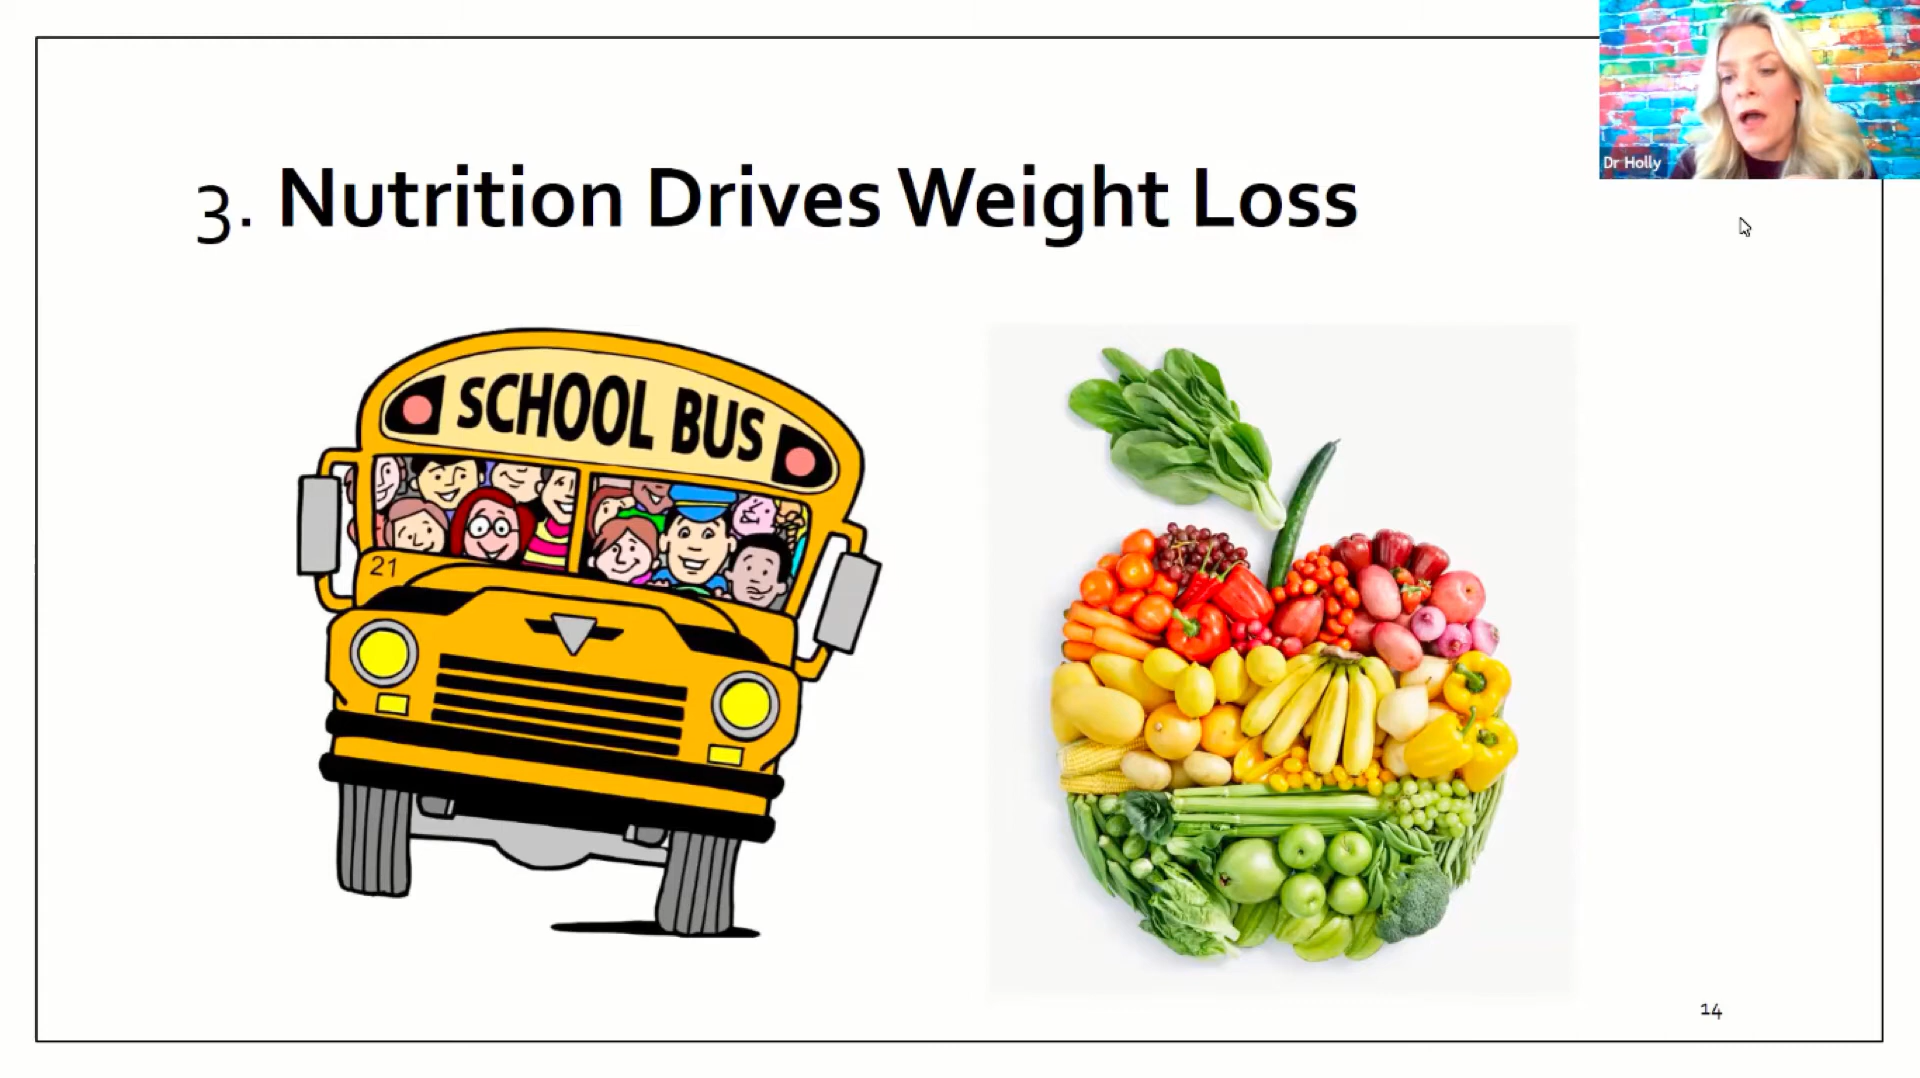 Dr Holly
3. Nutrition Drives Weight Loss
SCHOOL BUS
21
14